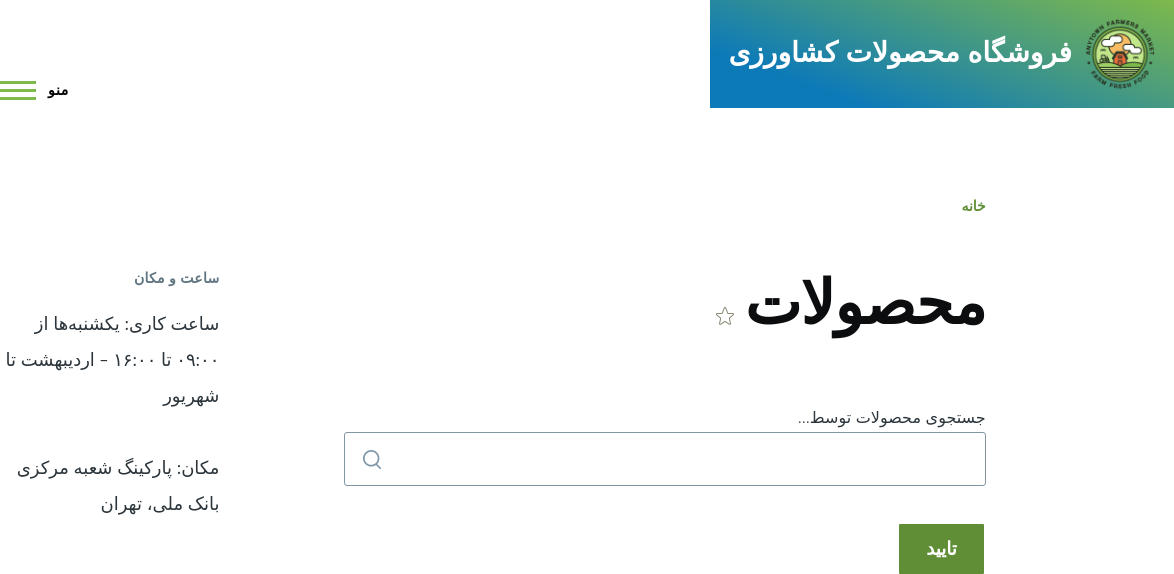 ANYTOWN FARMERS MARKET
FARM FRESH FOOD
فروشگاه محصولات کشاورزی
منو
خانه
محصولات
جستجوی محصولات توسط...
تایید
ساعت و مکان
ساعت کاری: یکشنبه‌ها از
۰۹:۰۰ تا ۱۶:۰۰ – اردیبهشت تا
شهریور
مکان: پارکینگ شعبه مرکزی
بانک ملی، تهران